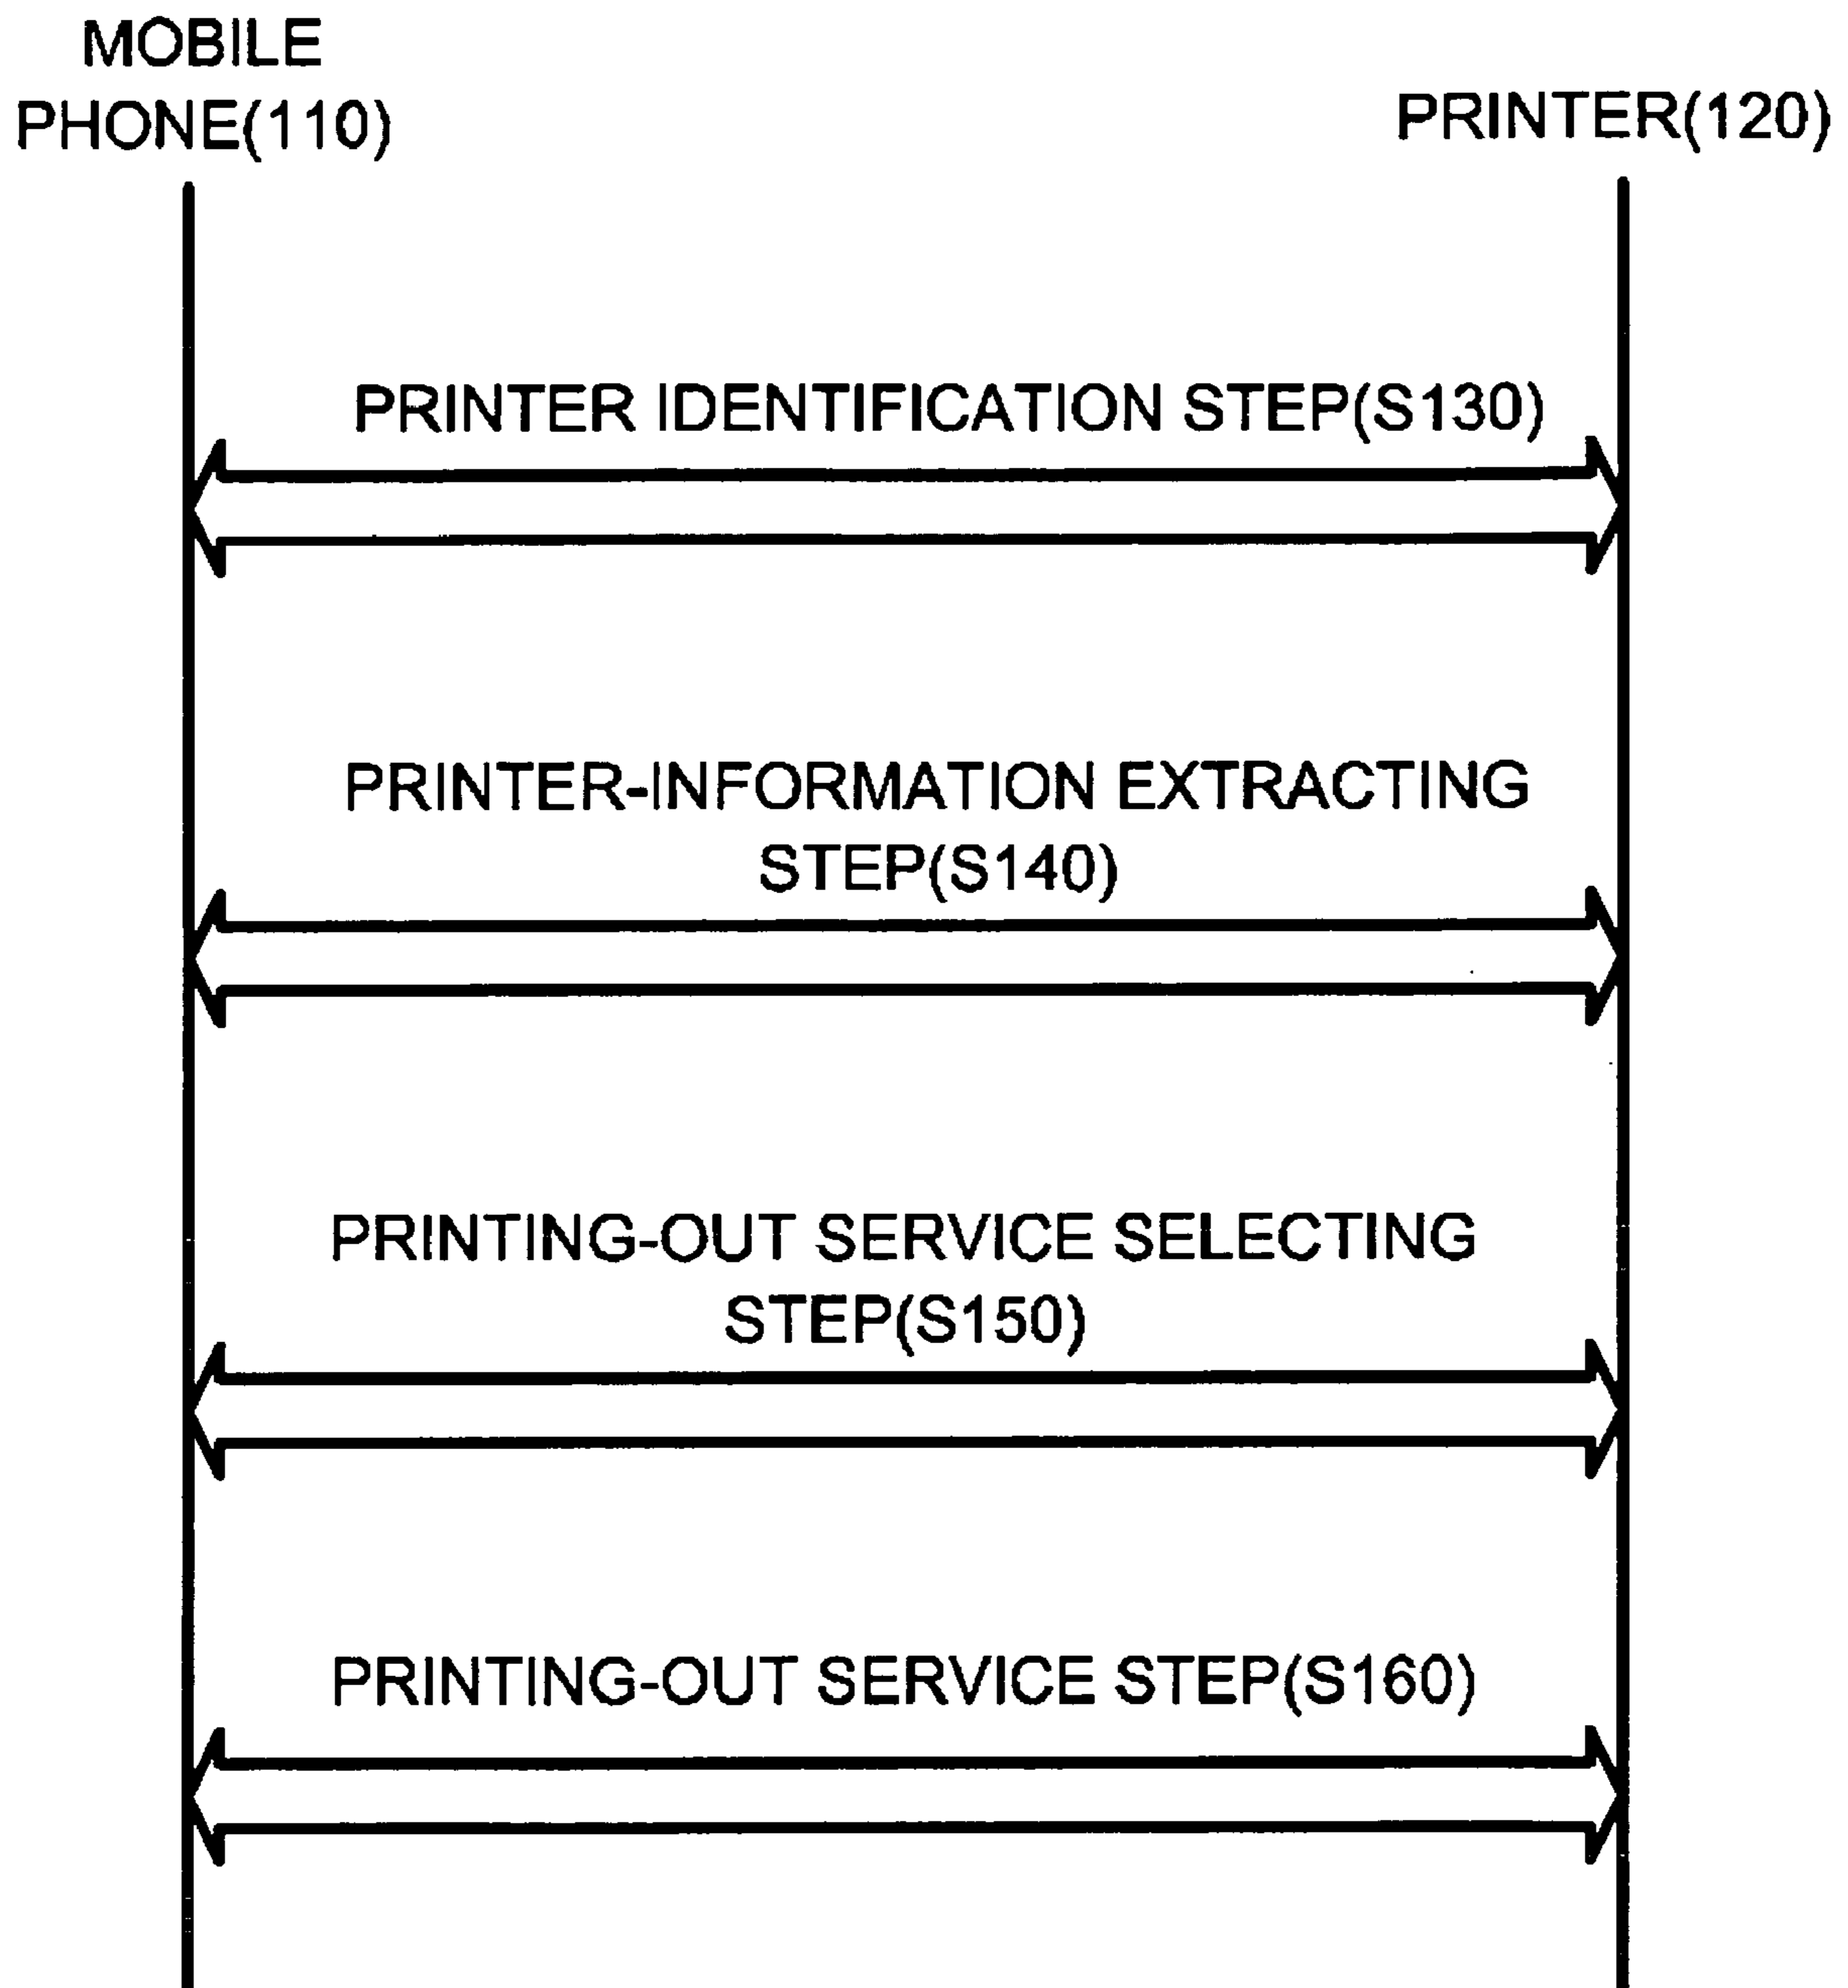 MOBILE
PHONE(110)
PRINTER(120)
PRINTER IDENTIFICATION STEP(S130)
PRINTER-INFORMATION EXTRACTING
STEP(S140)
PRINTING-OUT SERVICE SELECTING
STEP(S150)
PRINTING-OUT SERVICE STEP(S160)